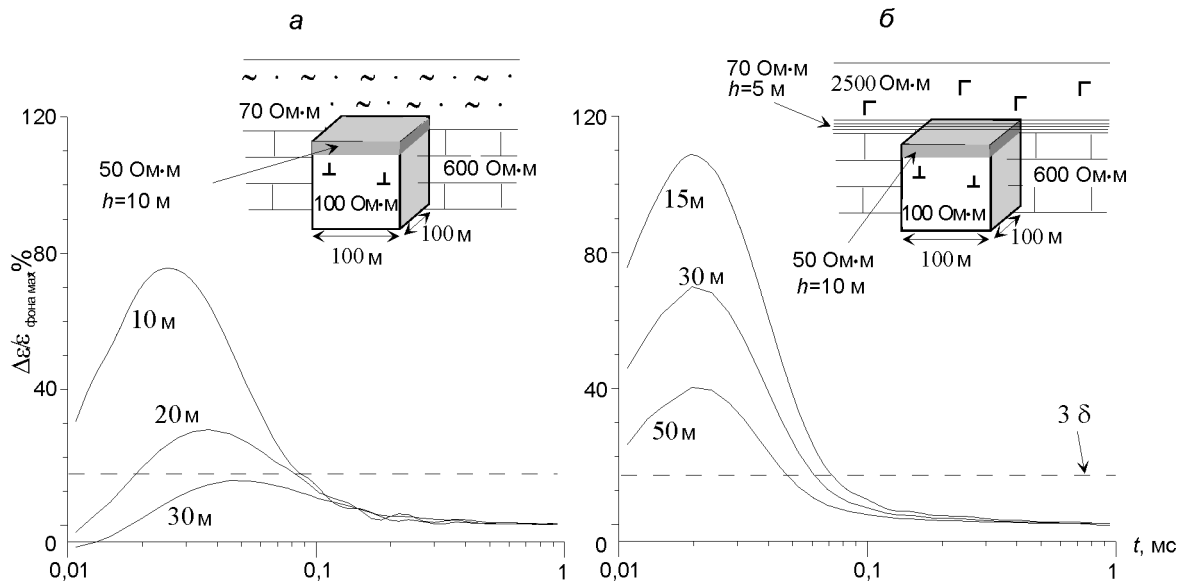 а
б
70 Ом•м
50 Ом•м
h=10 м
600 Ом•м
100 Ом•м
100 м
100 м
70 Ом•м
h=5 м
2500 Ом•м
600 Ом•м
100 Ом•м
100 м
100 м
50 Ом•м
h=10 м
Δε/ε фона max%
120
80
40
0
0,01
0,1
1
10 м
20 м
30 м
120
80
40
0
0,01
0,1
1
15 м
30 м
50 м
3 δ
t, мс